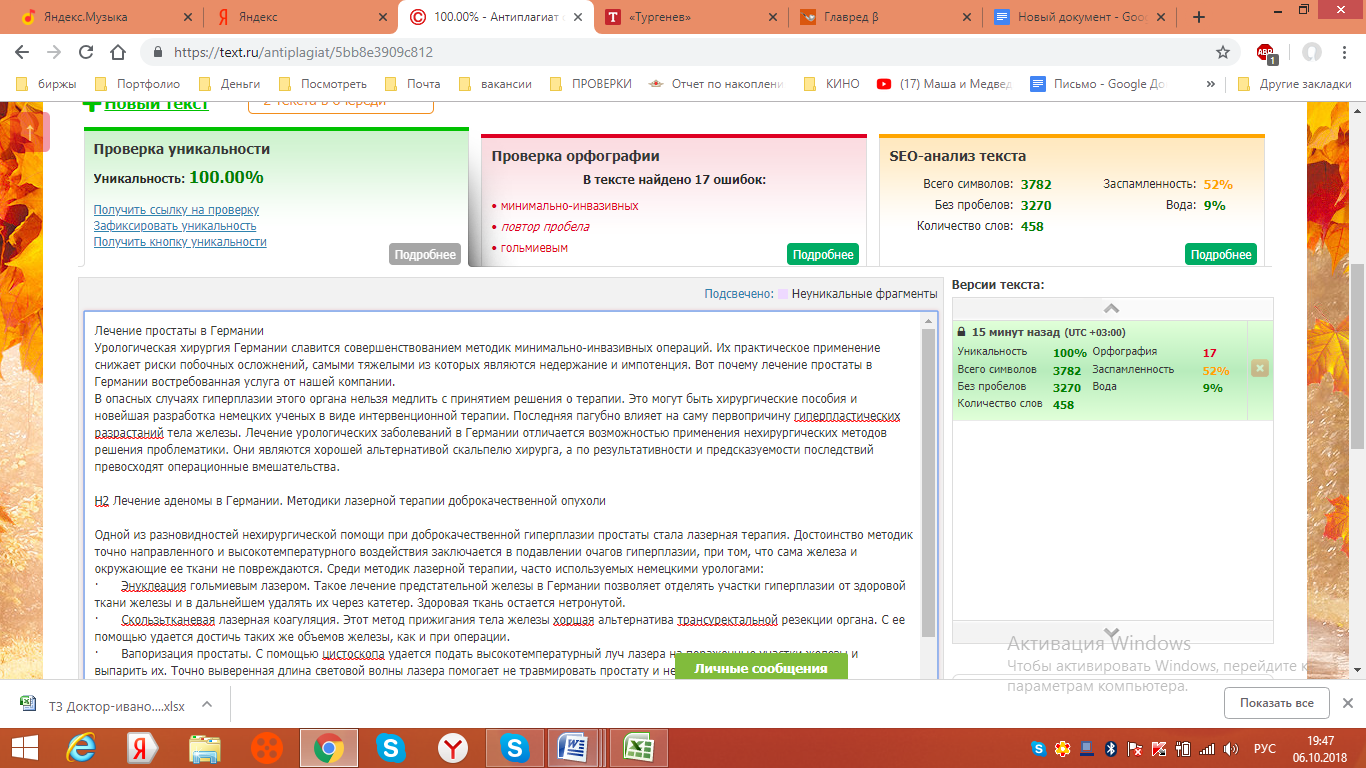 Яндекс.Музыка
Яндекс
100.00% - Антиплагиат
«Тургенев»
Главред β
Новый документ - Goo
https://text.ru/antiplagiat/5bb8e3909c812
ABP
1
биржы
Портфолио
Деньги
Посмотреть
Почта
вакансии
ПРОВЕРКИ
Отчет по накоплени
КИНО
(17) Маша и Медвед
Письмо - Google До
»
Другие закладки
Новый текст
2 текста в очереди
Проверка уникальности
Уникальность: 100.00%
Получить ссылку на проверку
Зафиксировать уникальность
Получить кнопку уникальности
Подробнее
Проверка орфографии
В тексте найдено 17 ошибок:
• минимально-инвазивных
• повтор пробела
• гольмиевым
Подробнее
SEO-анализ текста
Всего символов: 3782 Заспамленность: 52%
Без пробелов: 3270 Вода: 9%
Количество слов: 458
Подробнее
Подсвечено: Неуникальные фрагменты
Лечение простаты в Германии
Урологическая хирургия Германии славится совершенствованием методик минимально-инвазивных операций. Их практическое применение
снижает риски побочных осложнений, самыми тяжелыми из которых являются недержание и импотенция. Вот почему лечение простаты в
Германии востребованная услуга от нашей компании.
В опасных случаях гиперплазии этого органа нельзя медлить с принятием решения о терапии. Это могут быть хирургические пособия и
новейшая разработка немецких ученых в виде интервенционной терапии. Последняя пагубно влияет на саму первопричину гиперпластических
разрастаний тела железы. Лечение урологических заболеваний в Германии отличается возможностью применения нехирургических методов
решения проблематики. Они являются хорошей альтернативой скальпелю хирурга, а по результативности и предсказуемости последствий
превосходят операционные вмешательства.
H2 Лечение аденомы в Германии. Методики лазерной терапии доброкачественной опухоли
Одной из разновидностей нехирургической помощи при доброкачественной гиперплазии простаты стала лазерная терапия. Достоинство методик
точно направленного и высокотемпературного воздействия заключается в подавлении очагов гиперплазии, при том, что сама железа и
окружающие ее ткани не повреждаются. Среди методик лазерной терапии, часто используемых немецкими урологами:
· Энуклеация гольмиевым лазером. Такое лечение предстательной железы в Германии позволяет отделять участки гиперплазии от здоровой
ткани железы и в дальнейшем удалять их через катетер. Здоровая ткань остается нетронутой.
· Скользьтканевая лазерная коагуляция. Этот метод прижигания тела железы хоршая альтернатива трансуректальной резекции органа. С ее
помощью удается достичь таких же объемов железы, как и при операции.
· Вапоризация простаты. С помощью цистоскопа удается подать высокотемпературный луч лазера на пораженные участки железы и
выпарить их. Точно выверенная длина световой волны лазера помогает не травмировать простату и не
Личные сообщения
Версии текста:
15 минут назад (UTC +03:00)
Уникальность 100% Орфография 17
Всего символов 3782 Заспамленность 52%
Без пробелов 3270 Вода 9%
Количество слов 458
Активация Windows
Чтобы активировать Windows, перейдите к
параметрам компьютера.
ТЗ Доктор-ивано....xlsx
Показать все
РУС
19:47
06.10.2018